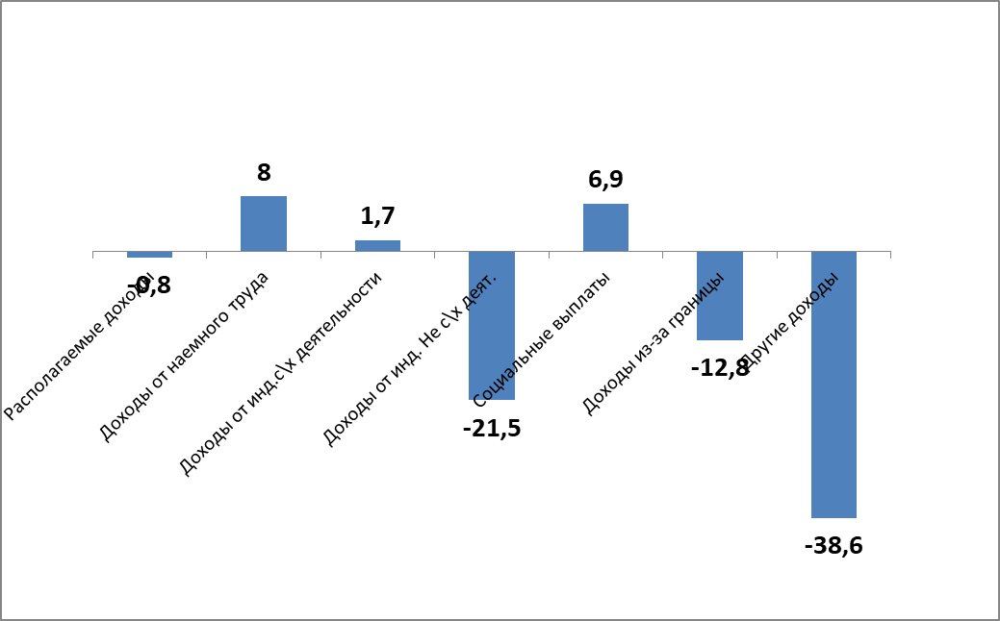 8
6,9
1,7
-0,8
-12,8
-21,5
-38,6
Располагаемые доходы
Доходы от наемного труда
Доходы от инд.с\х деятельности
Доходы от инд. Не с\х деят.
Социальные выплаты
Доходы из-за границы
Другие доходы